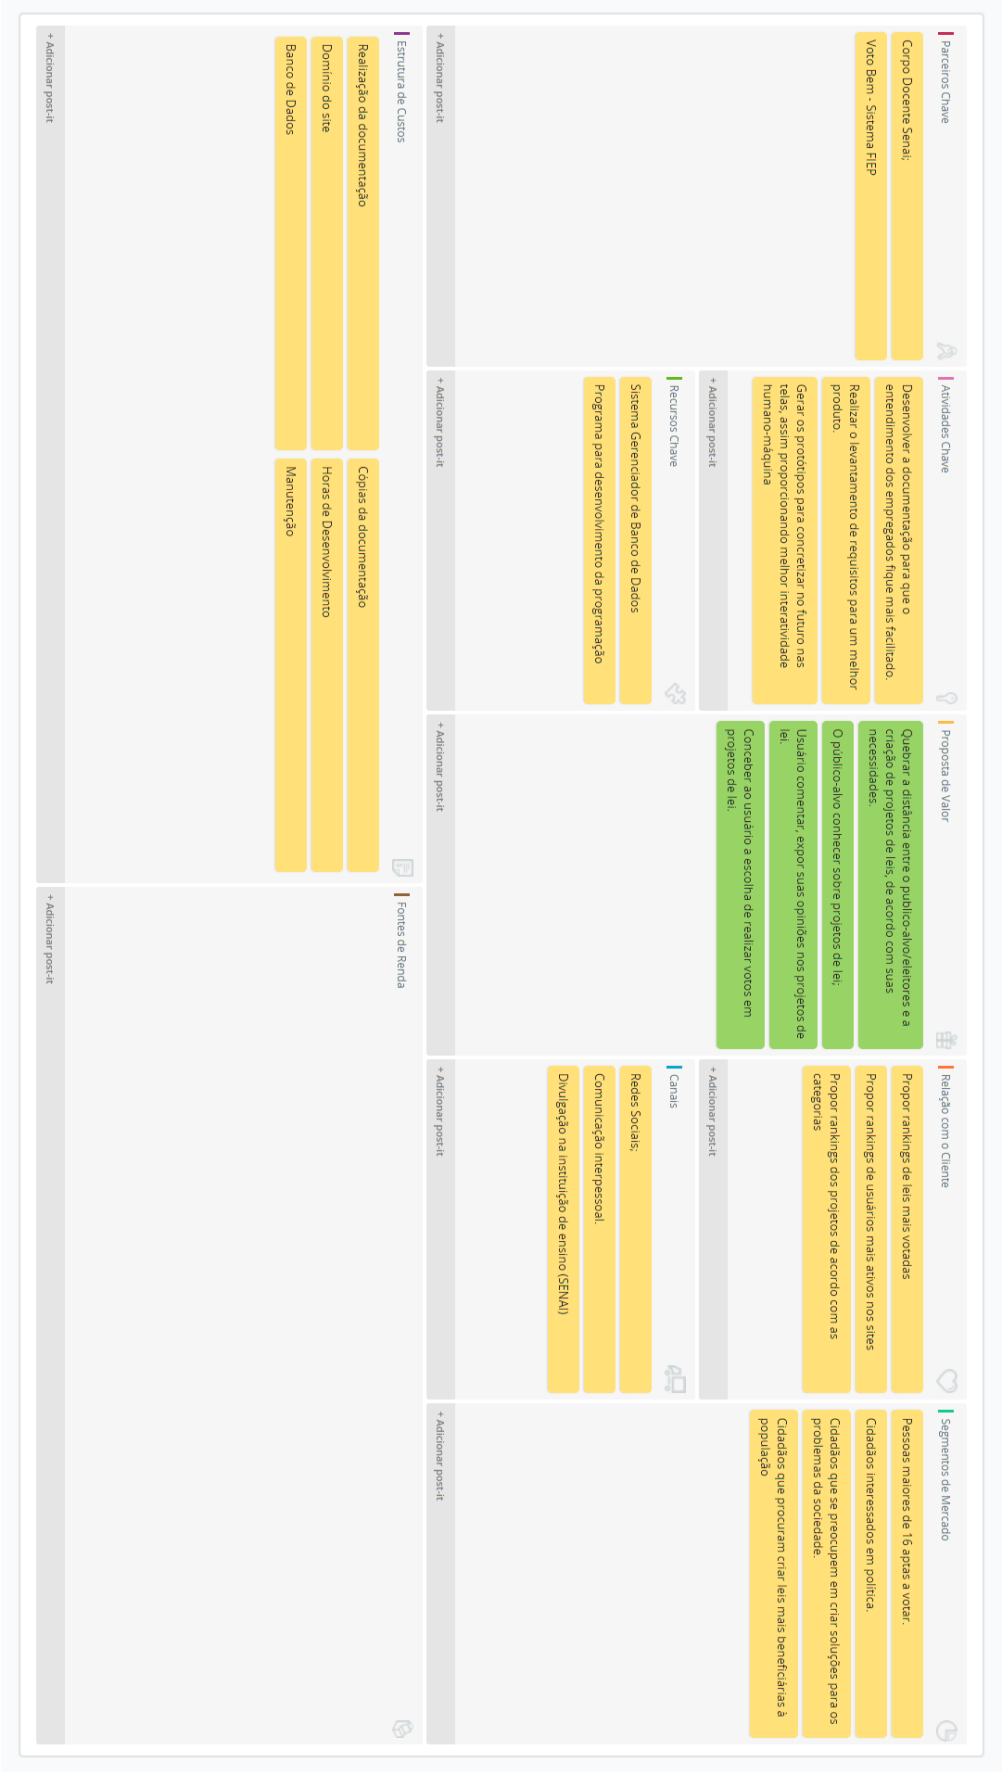 Parceiros Chave
Corpo Docente Senai;
Voto Bem - Sistema FIEP
+ Adicionar post-it
Atividades Chave
Desenvolver a documentação para que o
entendimento dos empregados fique mais facilitado.
Realizar o levantamento de requisitos para um melhor
produto.
Gerar os protótipos para concretizar no futuro nas
telas, assim proporcionando melhor interatividade
humano-máquina
+ Adicionar post-it
Recursos Chave
Sistema Gerenciador de Banco de Dados
Programa para desenvolvimento da programação
+ Adicionar post-it
Proposta de Valor
Quebrar a distância entre o publico-alvo/eleitores e a
criação de projetos de leis, de acordo com suas
necessidades.
O público-alvo conhecer sobre projetos de lei;
Usuário comentar, expor suas opiniões nos projetos de
lei.
Conceber ao usuário a escolha de realizar votos em
projetos de lei.
+ Adicionar post-it
Relação com o Cliente
Propor rankings de leis mais votadas
Propor rankings de usuários mais ativos nos sites
Propor rankings dos projetos de acordo com as
categorias
+ Adicionar post-it
Canais
Redes Sociais;
Comunicação interpessoal.
Divulgação na instituição de ensino (SENAI)
+ Adicionar post-it
Segmentos de Mercado
Pessoas maiores de 16 aptas a votar.
Cidadãos interessados em política.
Cidadãos que se preocupem em criar soluções para os
problemas da sociedade.
Cidadãos que procuram criar leis mais beneficiárias à
população
+ Adicionar post-it
Estrutura de Custos
Realização da documentação
Cópias da documentação
Domínio do site
Horas de Desenvolvimento
Banco de Dados
Manutenção
+ Adicionar post-it
Fontes de Renda
+ Adicionar post-it